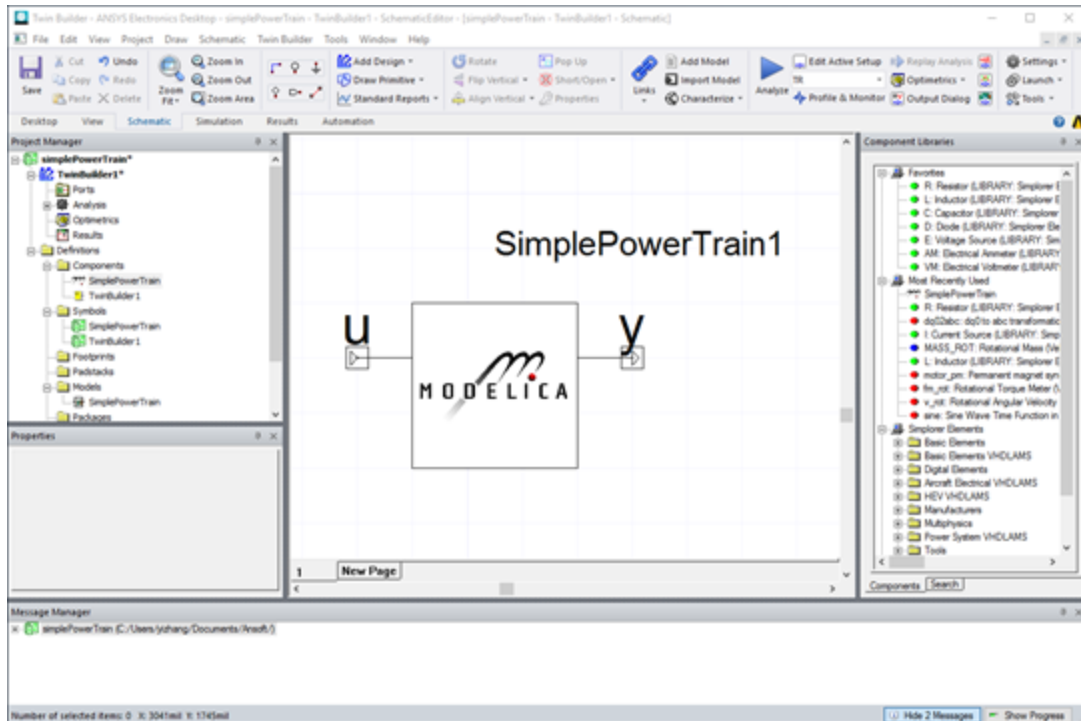 Twin Builder - ANSYS Electronics Desktop - simplePowerTrain - TwinBuilder1 - SchematicEditor - [simplePowerTrain - TwinBuilder1 - Schematic]
File Edit View Project Draw Schematic Twin Builder Tools Window Help
Save
Cut
Copy
Paste
Undo
Redo
Delete
Zoom
Fit
Zoom In
Zoom Out
Zoom Area
Add Design
Draw Primitive
Standard Reports
Rotate
Flip Vertical
Align Vertical
Pop Up
Short/Open
Properties
Links
Add Model
Import Model
Characterize
Analyze
Edit Active Setup
TR
Profile & Monitor
Replay Analysis
Optimetrics
Output Dialog
Settings
Launch
Tools
Desktop View Schematic Simulation Results Automation
Project Manager
simplePowerTrain*
TwinBuilder1*
Ports
Analysis
Optimetrics
Results
Definitions
Components
SimplePowerTrain
TwinBuilder1
Symbols
SimplePowerTrain
TwinBuilder1
Footprints
Padstacks
Models
SimplePowerTrain
Packages
Properties
SimplePowerTrain1
u
y
MODELICA
1 New Page
Component Libraries
Favorites
R: Resistor (LIBRARY: Simplorer E
L: Inductor (LIBRARY: Simplorer E
C: Capacitor (LIBRARY: Simplorer
D: Diode (LIBRARY: Simplorer Ele
E: Voltage Source (LIBRARY: Sim
AM: Electrical Ammeter (LIBRARY
VM: Electrical Voltmeter (LIBRARY
Most Recently Used
SimplePowerTrain
R: Resistor (LIBRARY: Simplorer E
dq02abc: dq0 to abc transformatic
I: Current Source (LIBRARY: Simp
MASS_ROT: Rotational Mass (Ve
L: Inductor (LIBRARY: Simplorer E
motor_pm: Permanent magnet syn
fm_rot: Rotational Torque Meter (V
v_rot: Rotational Angular Velocity
sine: Sine Wave Time Function in
Simplorer Elements
Basic Elements
Basic Elements VHDLAMS
Digital Elements
Aircraft Electrical VHDLAMS
HEV VHDLAMS
Manufacturers
Multiphysics
Power System VHDLAMS
Tools
Components Search
Message Manager
simplePowerTrain (C:/Users/yizhang/Documents/Ansoft/)
Number of selected items: 0 X: 3041mil Y: 1745mil
Hide 2 Messages Show Progress